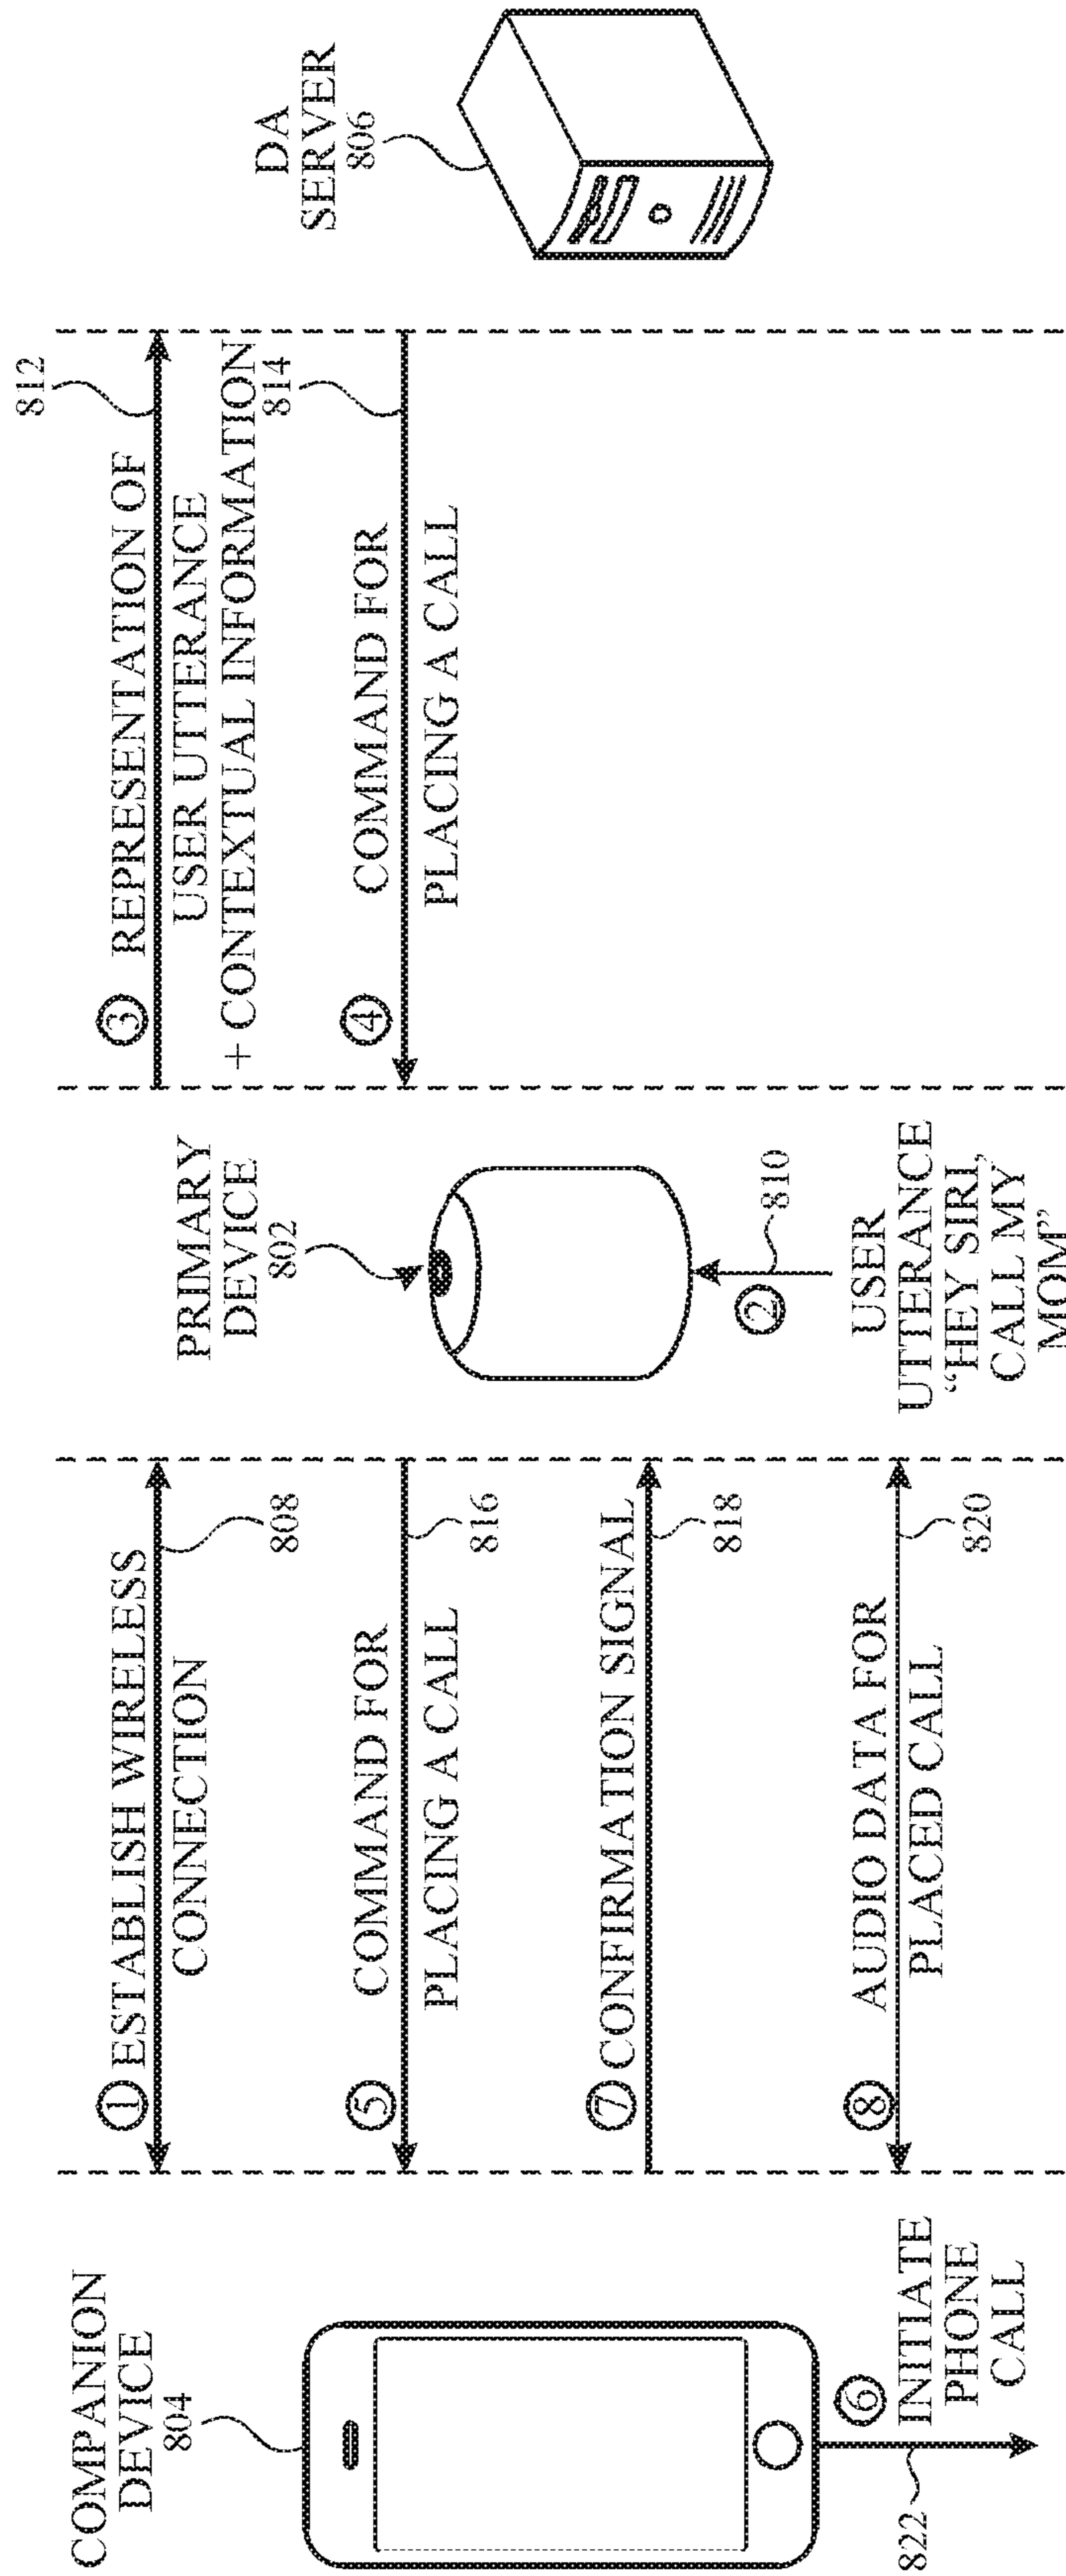 COMPANION
DEVICE
804
① ESTABLISH WIRELESS
CONNECTION
808
PRIMARY
DEVICE
802
③ REPRESENTATION OF
USER UTTERANCE
+ CONTEXTUAL INFORMATION
812
DA
SERVER
806
⑤ COMMAND FOR
PLACING A CALL
816
④ COMMAND FOR
PLACING A CALL
814
⑦ CONFIRMATION SIGNAL
818
②
810
USER
UTTERANCE
“HEY SIRI,
CALL MY
MOM”
⑥ INITIATE
PHONE
CALL
822
⑧ AUDIO DATA FOR
PLACED CALL
820